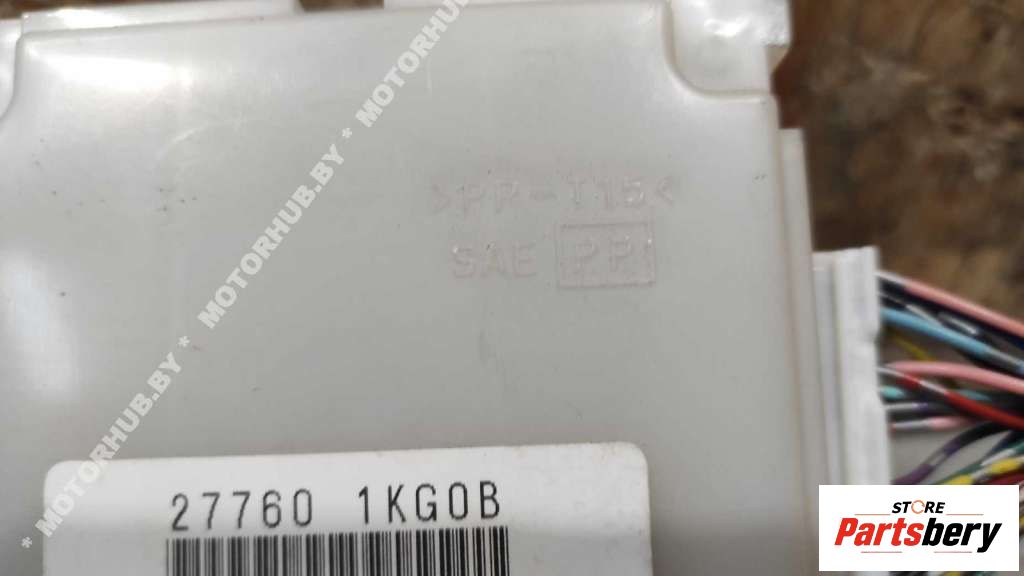 >PP-T15<
SAE PP
27760 1KG0B
* MOTORHUB.BY * MOTORHUB.BY * MOTORHUB.BY *
STORE
Partsbery